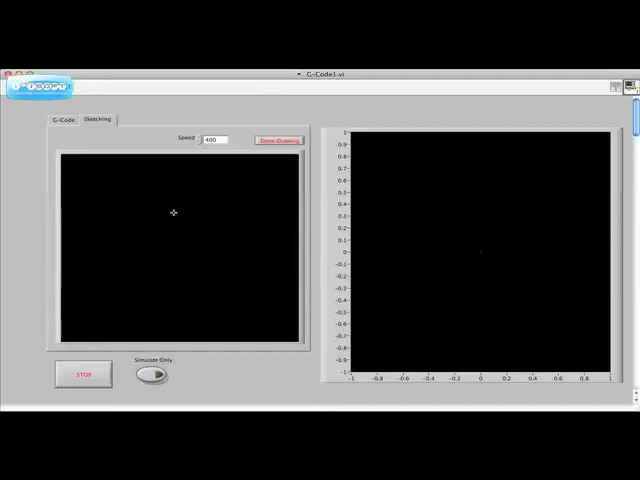 G-Code1.vi
G-Code
Sketching
Speed
400
Done Drawing
STOP
Simulate Only
1
0.9
0.8
0.7
0.6
0.5
0.4
0.3
0.2
0.1
0
-0.1
-0.2
-0.3
-0.4
-0.5
-0.6
-0.7
-0.8
-0.9
-1
-1 -0.8 -0.6 -0.4 -0.2 0 0.2 0.4 0.6 0.8 1